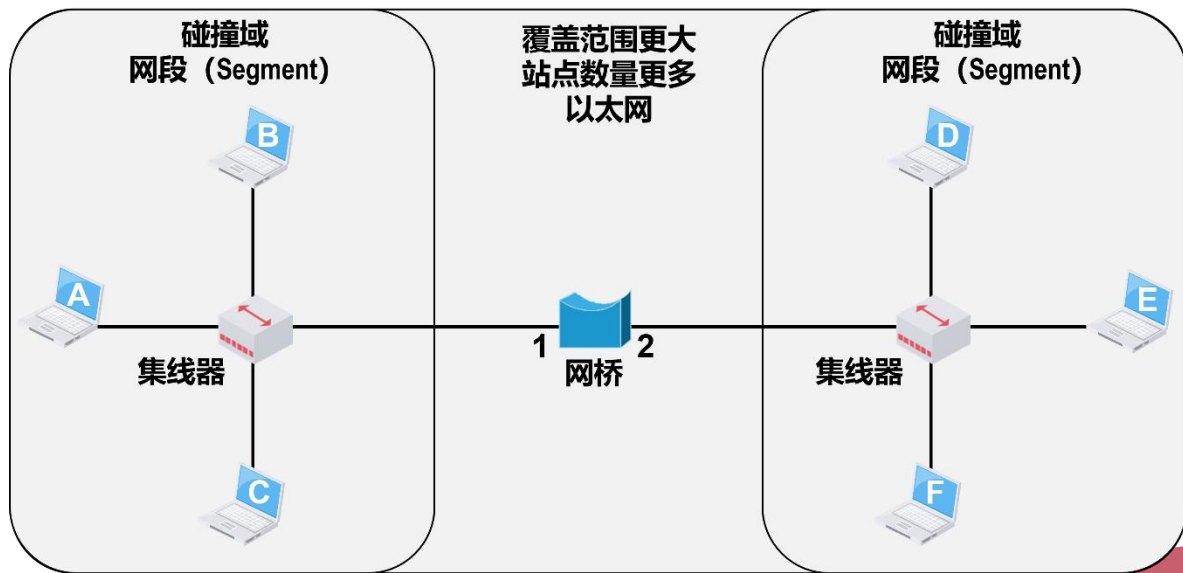 碰撞域
网段（Segment）
覆盖范围更大
站点数量更多
以太网
碰撞域
网段（Segment）
B
D
A
E
集线器
1
2
网桥
集线器
C
F